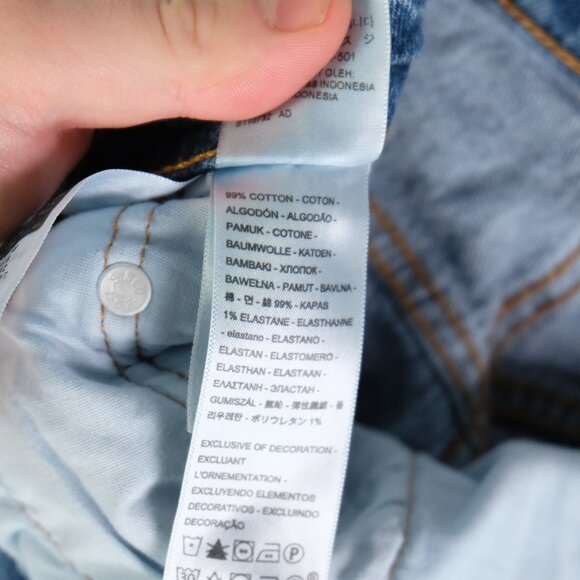 501
OLEH:
INDONESIA
INDONESIA
AD
99% COTTON - COTON -
ALGODÓN - ALGODÃO -
PAMUK - COTONE -
BAUMWOLLE - KATOEN -
BAMBAKI - ХЛОПОК -
BAWEŁNA - PAMUT - BAVLNA -
棉 - 면 - 綿 99% - KAPAS
1% ELASTANE - ELASTHANNE
- elastano - ELASTANO -
ELASTAN - ELASTOMERO -
ELASTHAN - ELASTAAN -
ΕΛΑΣΤΑΝΗ - ЭЛАСТАН -
GUMISZÁL - 氨纶 - 彈性纖維 -
리우레탄 - ポリウレタン 1%
EXCLUSIVE OF DECORATION -
EXCLUANT
L'ORNEMENTATION -
EXCLUYENDO ELEMENTOS
DECORATIVOS - EXCLUINDO
DECORAÇÃO